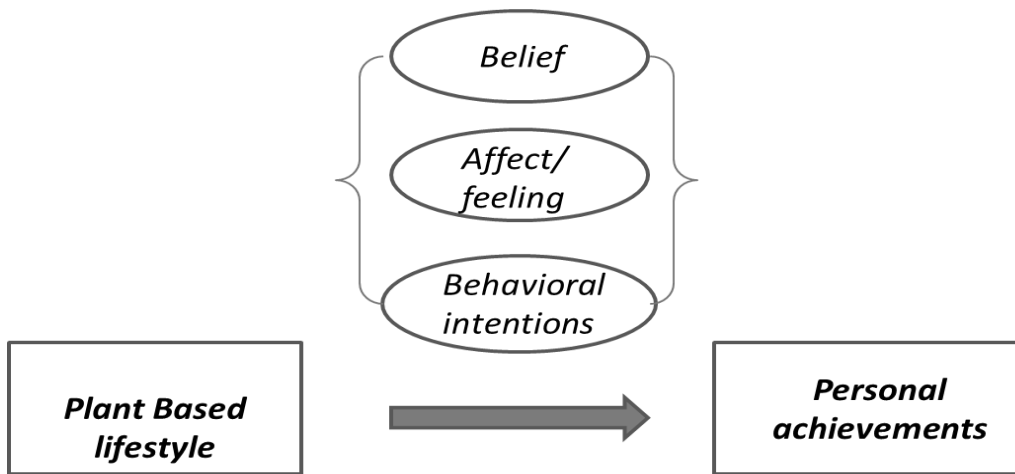 Belief
Affect/
feeling
Behavioral
intentions
Plant Based
lifestyle
Personal
achievements